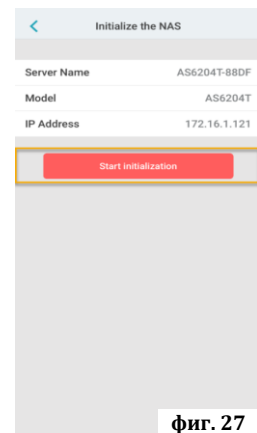 Initialize the NAS
Server Name AS6204T-88DF
Model AS6204T
IP Address 172.16.1.121
Start initialization
фиг. 27